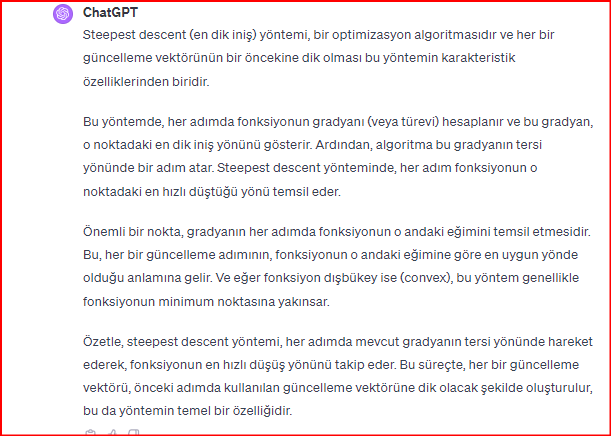 ChatGPT
Steepest descent (en dik iniş) yöntemi, bir optimizasyon algoritmasıdır ve her bir
güncelleme vektörünün bir öncekine dik olması bu yöntemin karakteristik
özelliklerinden biridir.
Bu yöntemde, her adımda fonksiyonun gradyanı (veya türevi) hesaplanır ve bu gradyan,
o noktadaki en dik iniş yönünü gösterir. Ardından, algoritma bu gradyanın tersi
yönünde bir adım atar. Steepest descent yönteminde, her adım fonksiyonun o
noktadaki en hızlı düştüğü yönü temsil eder.
Önemli bir nokta, gradyanın her adımda fonksiyonun o andaki eğimini temsil etmesidir.
Bu, her bir güncelleme adımının, fonksiyonun o andaki eğimine göre en uygun yönde
olduğu anlamına gelir. Ve eğer fonksiyon dışbükey ise (convex), bu yöntem genellikle
fonksiyonun minimum noktasına yakınsar.
Özetle, steepest descent yöntemi, her adımda mevcut gradyanın tersi yönünde hareket
ederek, fonksiyonun en hızlı düşüş yönünü takip eder. Bu süreçte, her bir güncelleme
vektörü, önceki adımda kullanılan güncelleme vektörüne dik olacak şekilde oluşturulur,
bu da yöntemin temel bir özelliğidir.